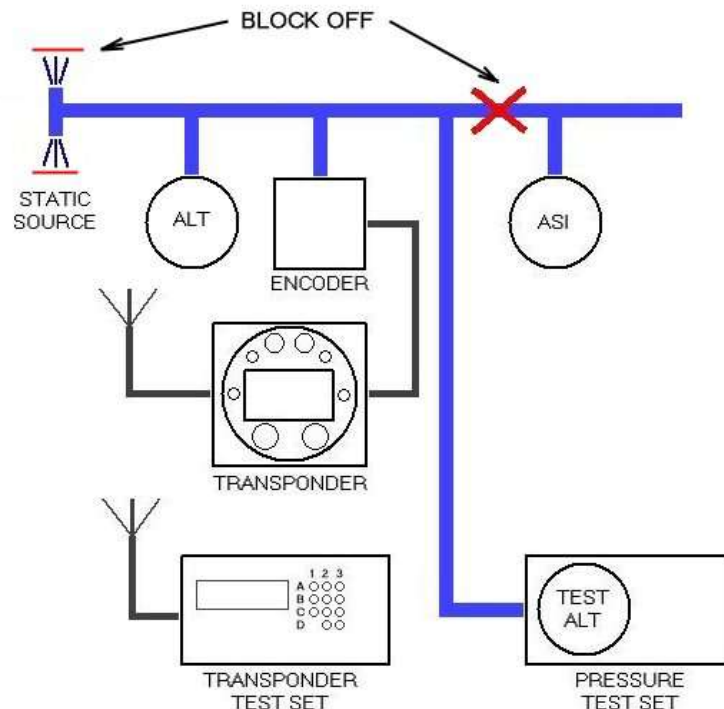 BLOCK OFF
STATIC
SOURCE
ALT
ENCODER
ASI
TRANSPONDER
1 2 3
A
B
C
D
TRANSPONDER
TEST SET
TEST
ALT
PRESSURE
TEST SET